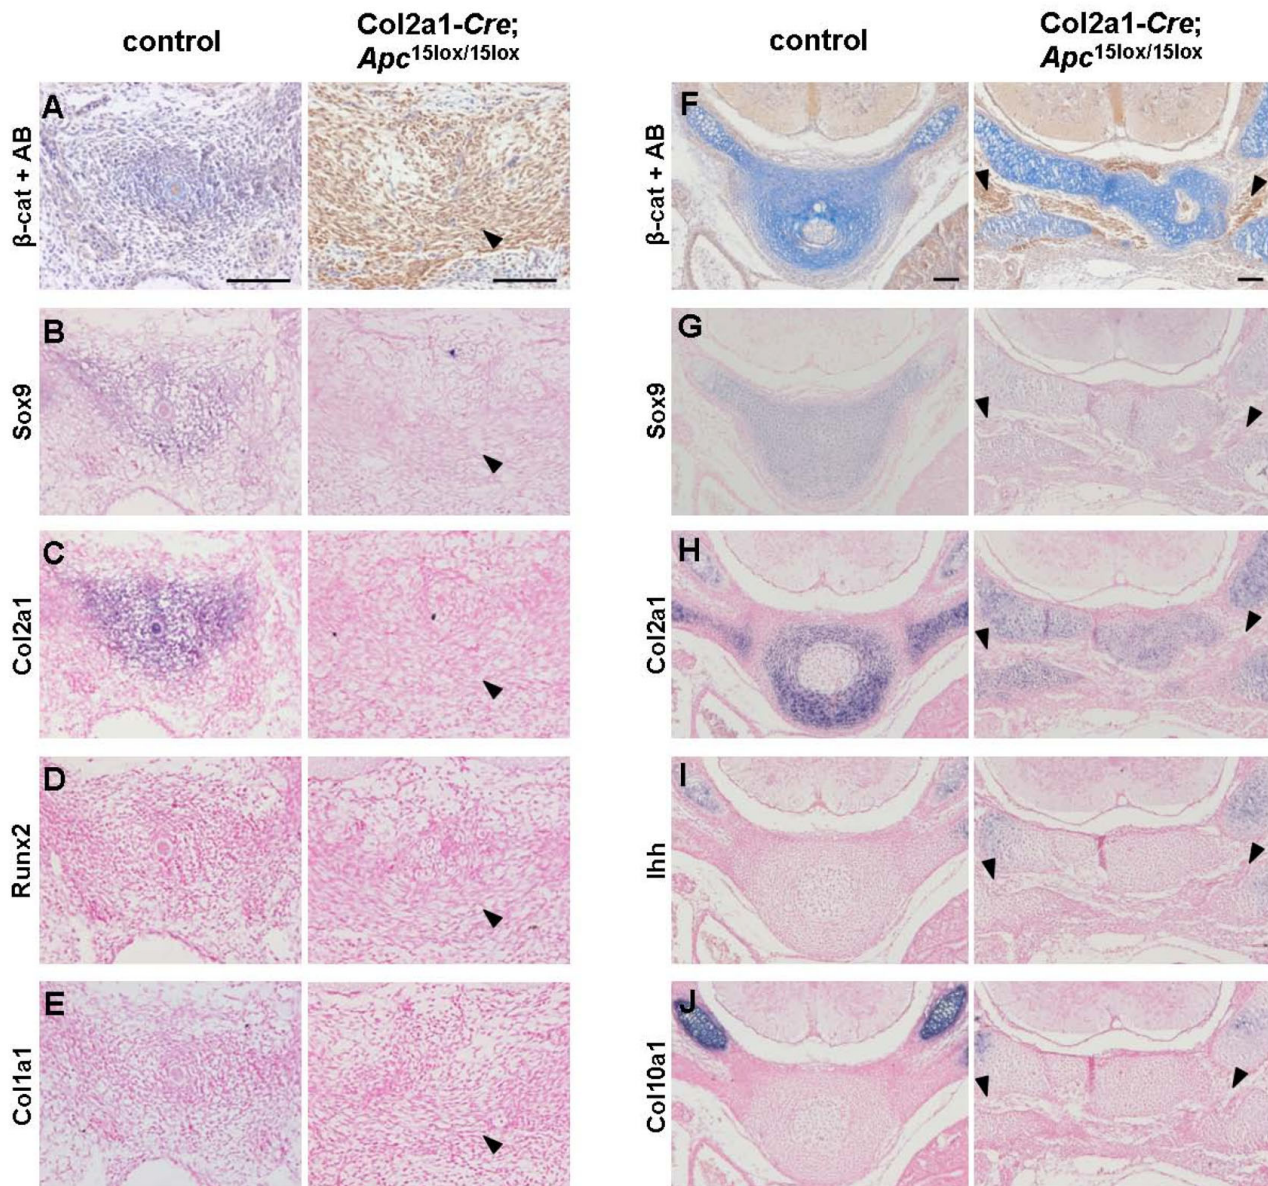 control
Col2a1-Cre;
Apc15lox/15lox
control
Col2a1-Cre;
Apc15lox/15lox
A
β-cat + AB
F
β-cat + AB
B
Sox9
G
Sox9
C
Col2a1
H
Col2a1
D
Runx2
I
Ihh
E
Col1a1
J
Col10a1